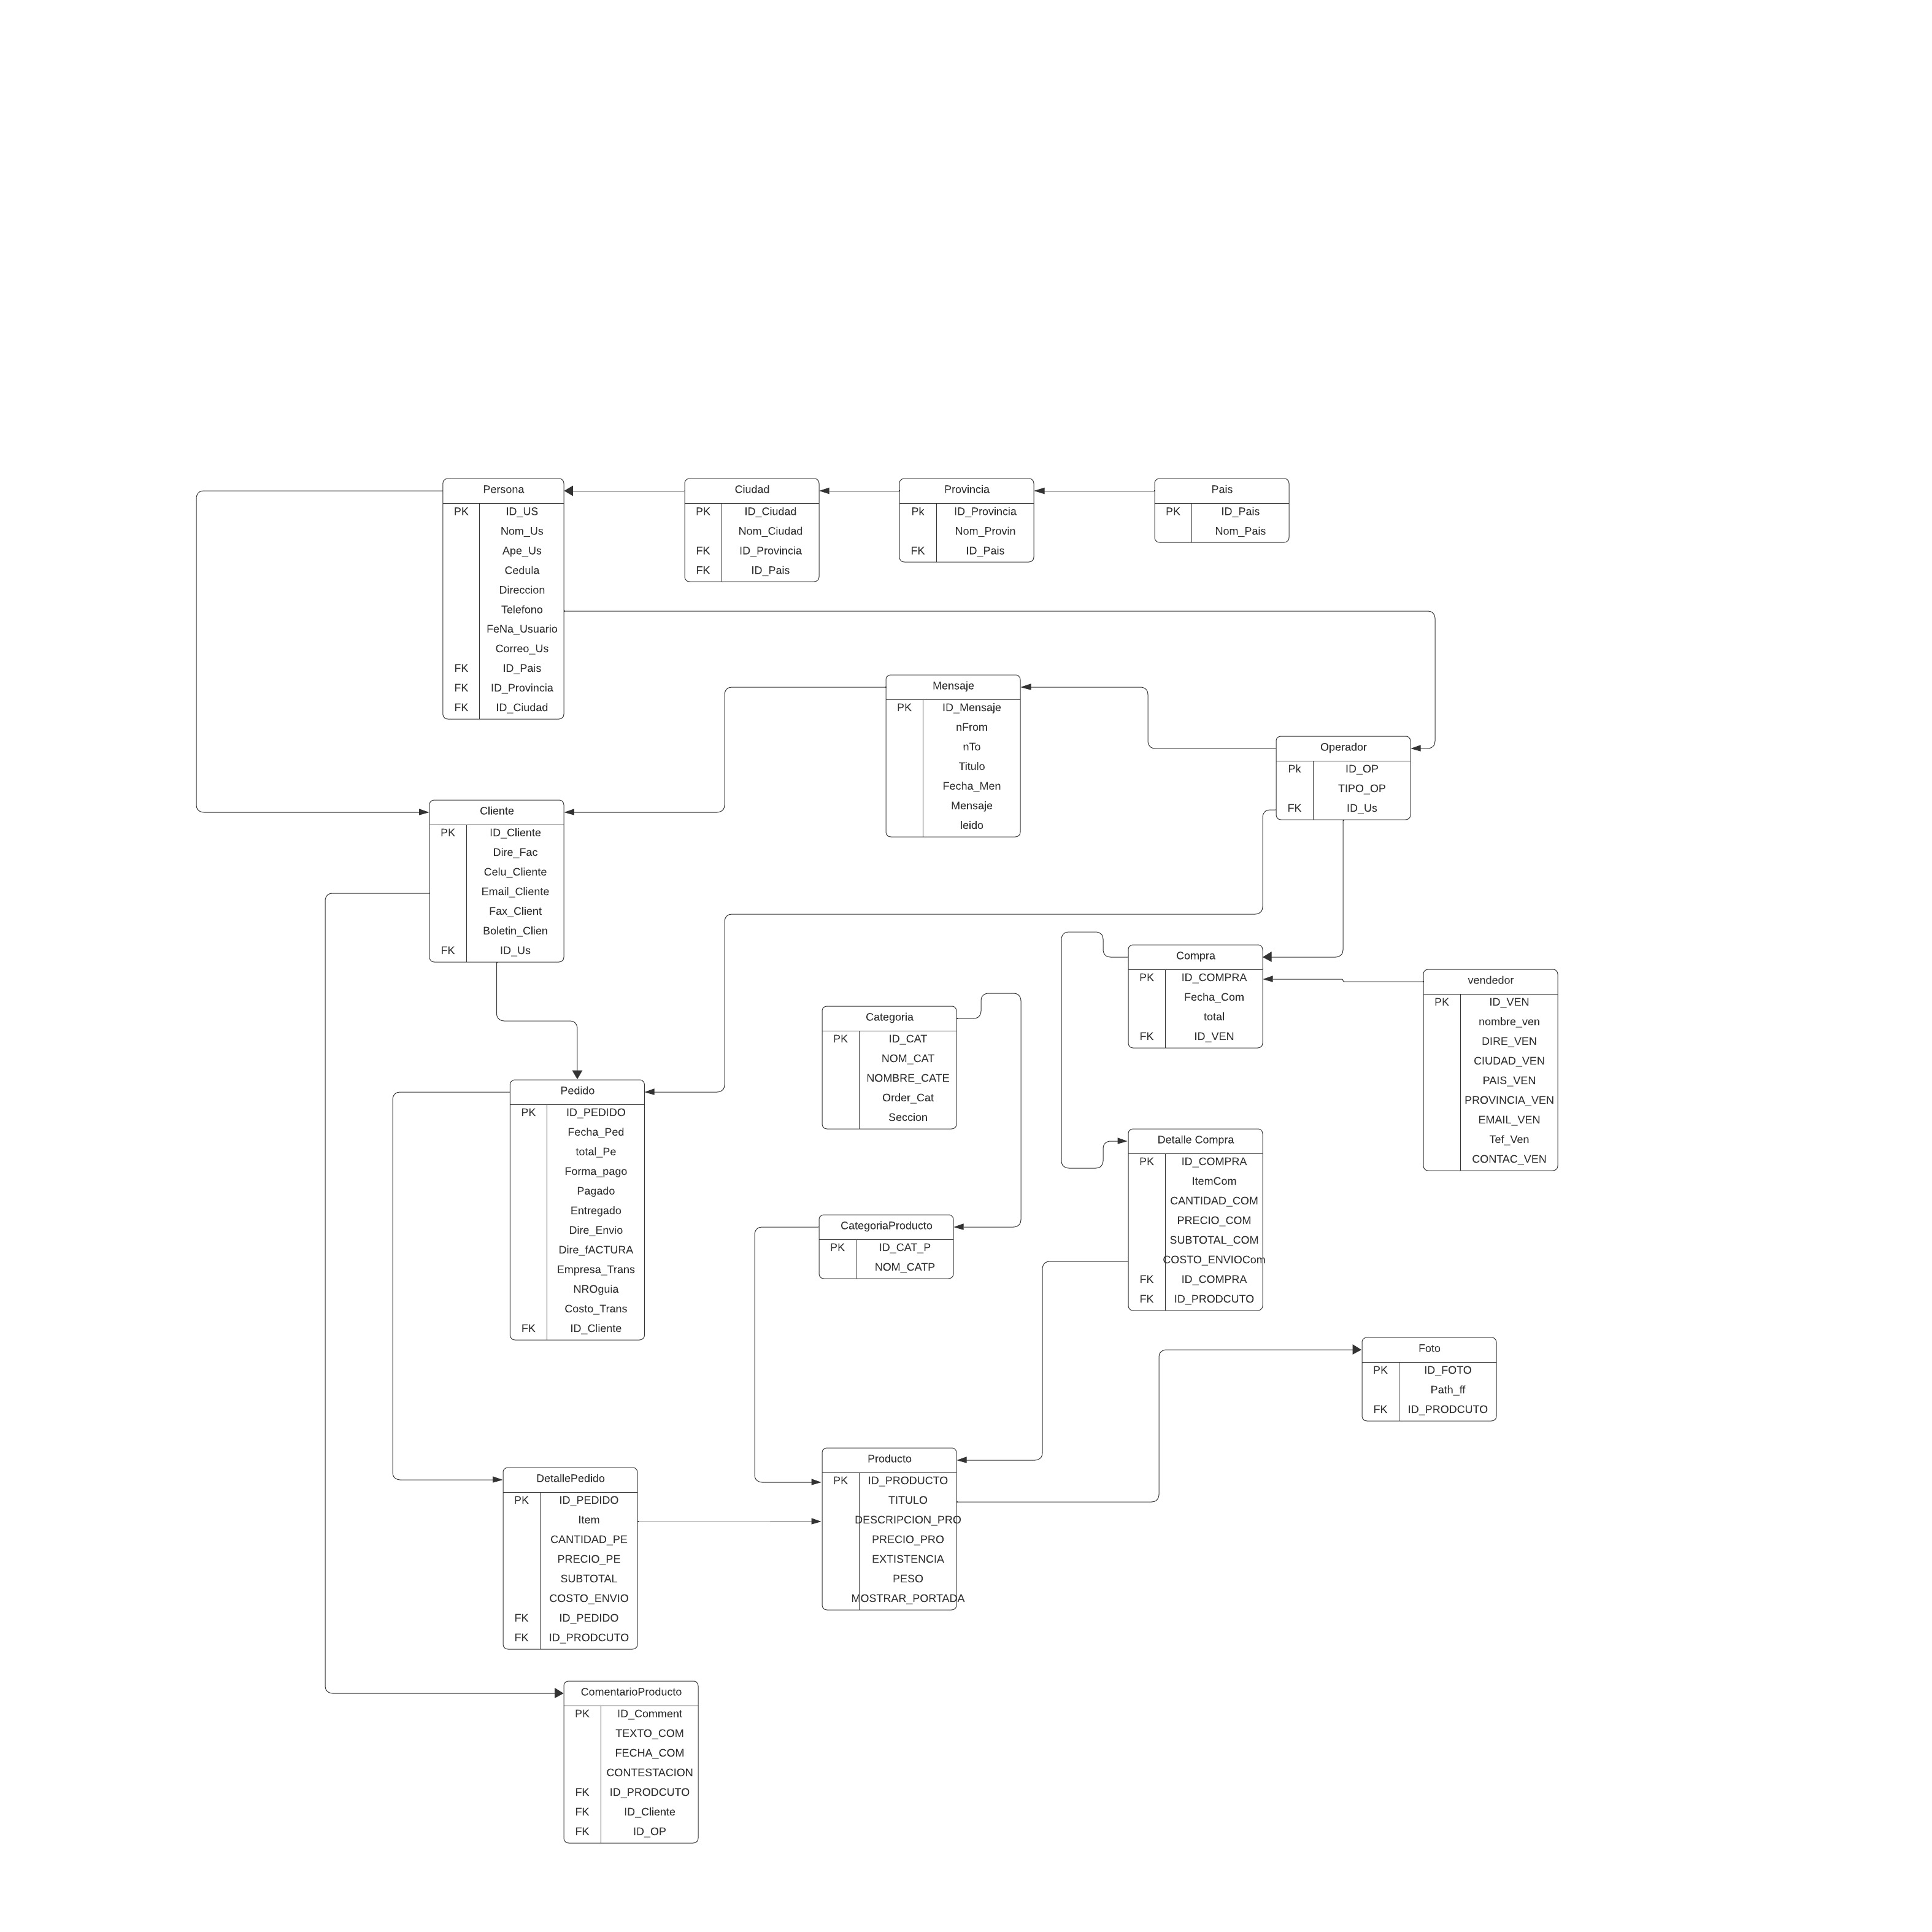 Persona
PK ID_US
Nom_Us
Ape_Us
Cedula
Direccion
Telefono
FeNa_Usuario
Correo_Us
FK ID_Pais
FK ID_Provincia
FK ID_Ciudad
Ciudad
PK ID_Ciudad
Nom_Ciudad
FK ID_Provincia
FK ID_Pais
Provincia
Pk ID_Provincia
Nom_Provin
FK ID_Pais
Pais
PK ID_Pais
Nom_Pais
Mensaje
PK ID_Mensaje
nFrom
nTo
Titulo
Fecha_Men
Mensaje
leido
Operador
Pk ID_OP
TIPO_OP
FK ID_Us
Cliente
PK ID_Cliente
Dire_Fac
Celu_Cliente
Email_Cliente
Fax_Client
Boletin_Clien
FK ID_Us
Compra
PK ID_COMPRA
Fecha_Com
total
FK ID_VEN
vendedor
PK ID_VEN
nombre_ven
DIRE_VEN
CIUDAD_VEN
PAIS_VEN
PROVINCIA_VEN
EMAIL_VEN
Tef_Ven
CONTAC_VEN
Categoria
PK ID_CAT
NOM_CAT
NOMBRE_CATE
Order_Cat
Seccion
Pedido
PK ID_PEDIDO
Fecha_Ped
total_Pe
Forma_pago
Pagado
Entregado
Dire_Envio
Dire_fACTURA
Empresa_Trans
NROguia
Costo_Trans
FK ID_Cliente
Detalle Compra
PK ID_COMPRA
ItemCom
CANTIDAD_COM
PRECIO_COM
SUBTOTAL_COM
COSTO_ENVIOCom
FK ID_COMPRA
FK ID_PRODCUTO
CategoriaProducto
PK ID_CAT_P
NOM_CATP
Foto
PK ID_FOTO
Path_ff
FK ID_PRODCUTO
Producto
PK ID_PRODUCTO
TITULO
DESCRIPCION_PRO
PRECIO_PRO
EXTISTENCIA
PESO
MOSTRAR_PORTADA
DetallePedido
PK ID_PEDIDO
Item
CANTIDAD_PE
PRECIO_PE
SUBTOTAL
COSTO_ENVIO
FK ID_PEDIDO
FK ID_PRODCUTO
ComentarioProducto
PK ID_Comment
TEXTO_COM
FECHA_COM
CONTESTACION
FK ID_PRODCUTO
FK ID_Cliente
FK ID_OP